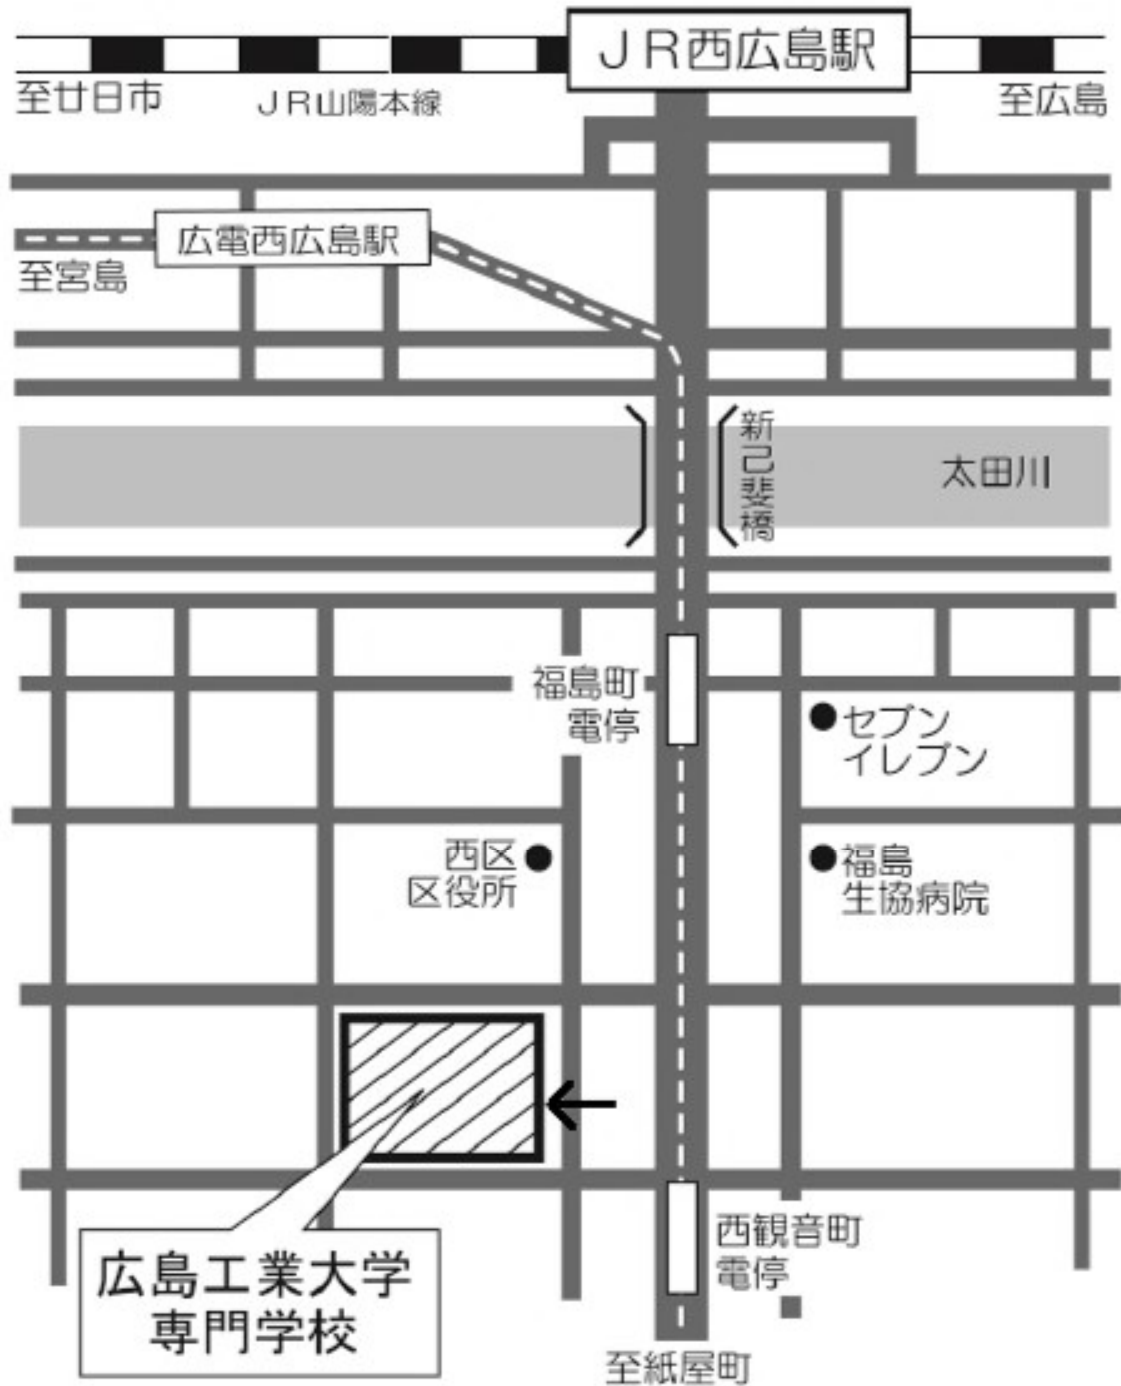 JR西広島駅
至廿日市
JR山陽本線
至広島
広電西広島駅
至宮島
新己斐橋
太田川
福島町
電停
セブン
イレブン
西区
区役所
福島
生協病院
西観音町
電停
広島工業大学
専門学校
至紙屋町